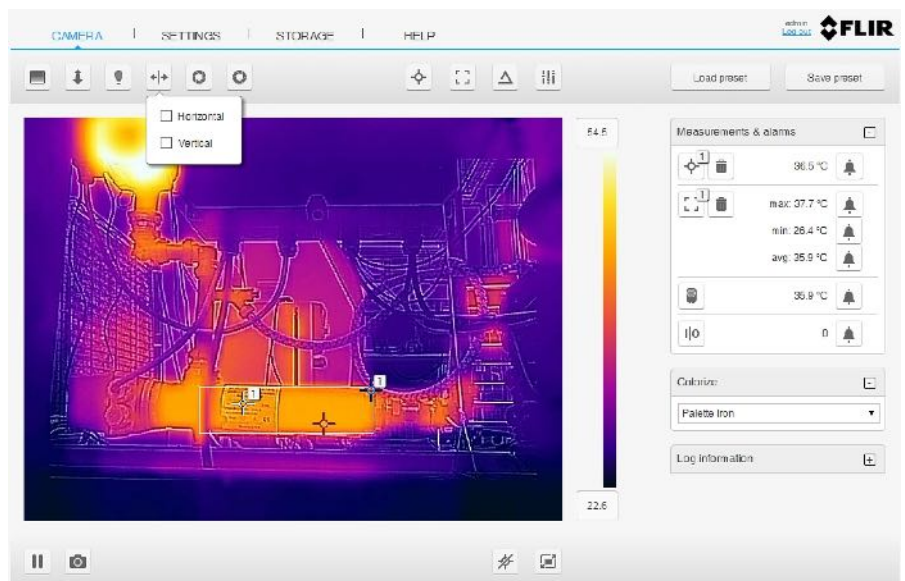 CAMERA SETTINGS STORAGE HELP
admin
Log out
FLIR
Load preset Save preset
Horizontal
Vertical
54.5
Measurements & alarms
1 36.5 °C
1 max: 37.7 °C
min: 26.4 °C
avg: 35.9 °C
35.9 °C
I|O 0
1
1
Colorize
Palette Iron
Log information
22.6